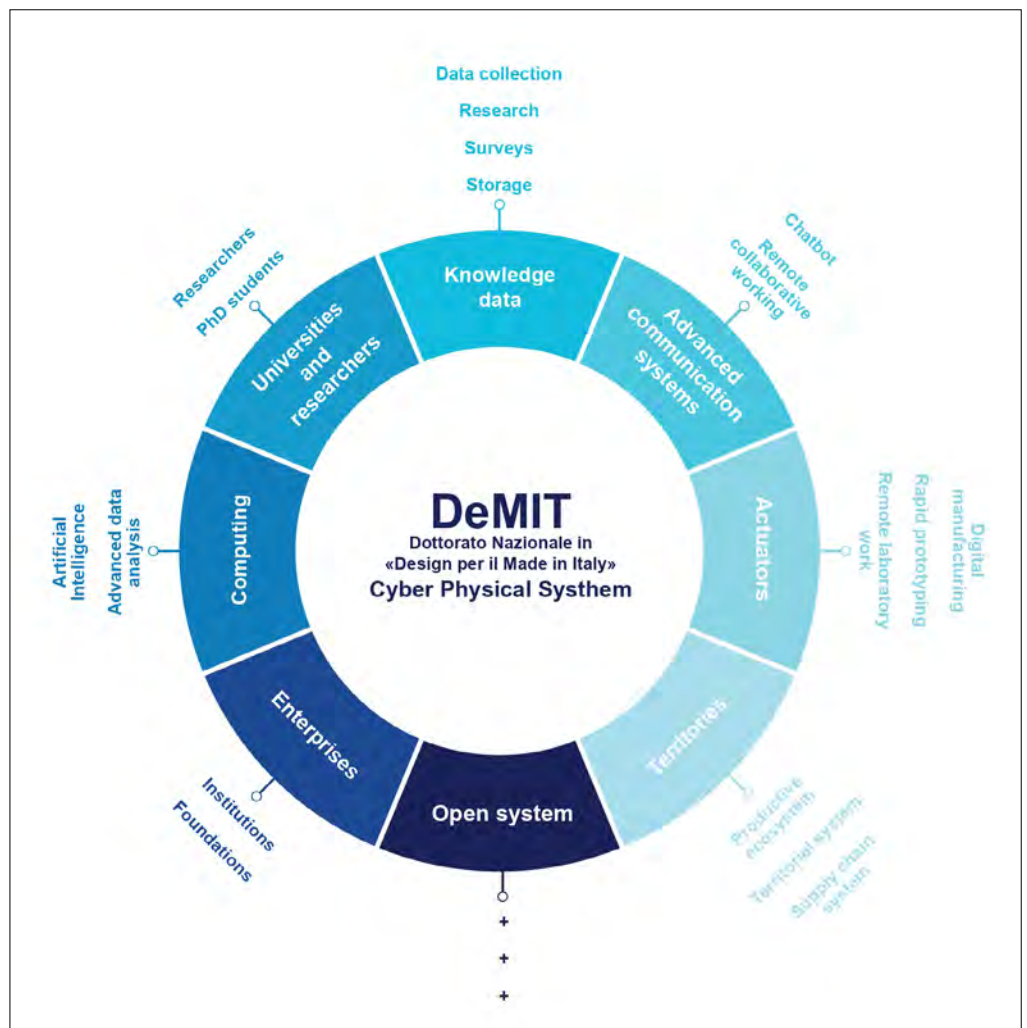 Data collection
Research
Surveys
Storage
Knowledge
data
Chatbot
Remote
collaborative
working
Advanced
communication
systems
Digital
manufacturing
Rapid prototyping
Remote laboratory
work
Actuators
Territories
Productive
ecosystem
Territorial system
Supply chain
system
Open system
+
+
+
Enterprises
Institutions
Foundations
Computing
Artificial
Intelligence
Advanced data
analysis
Universities
and
researchers
Researchers
PhD students
DeMIT
Dottorato Nazionale in
«Design per il Made in Italy»
Cyber Physical Systhem